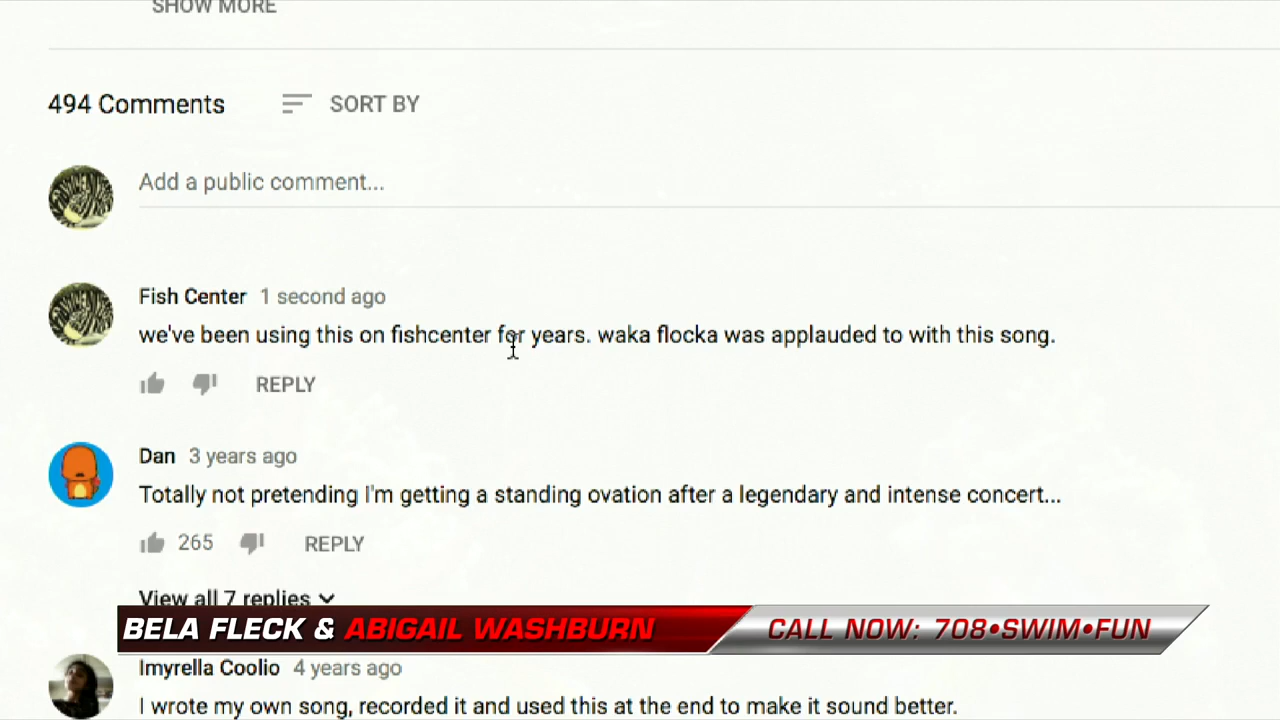 SHOW MORE
494 Comments
SORT BY
Add a public comment...
Fish Center 1 second ago
we've been using this on fishcenter for years. waka flocka was applauded to with this song.
REPLY
Dan 3 years ago
Totally not pretending I'm getting a standing ovation after a legendary and intense concert...
265 REPLY
View all 7 replies
BELA FLECK & ABIGAIL WASHBURN
CALL NOW: 708•SWIM•FUN
Imyrella Coolio 4 years ago
I wrote my own song, recorded it and used this at the end to make it sound better.